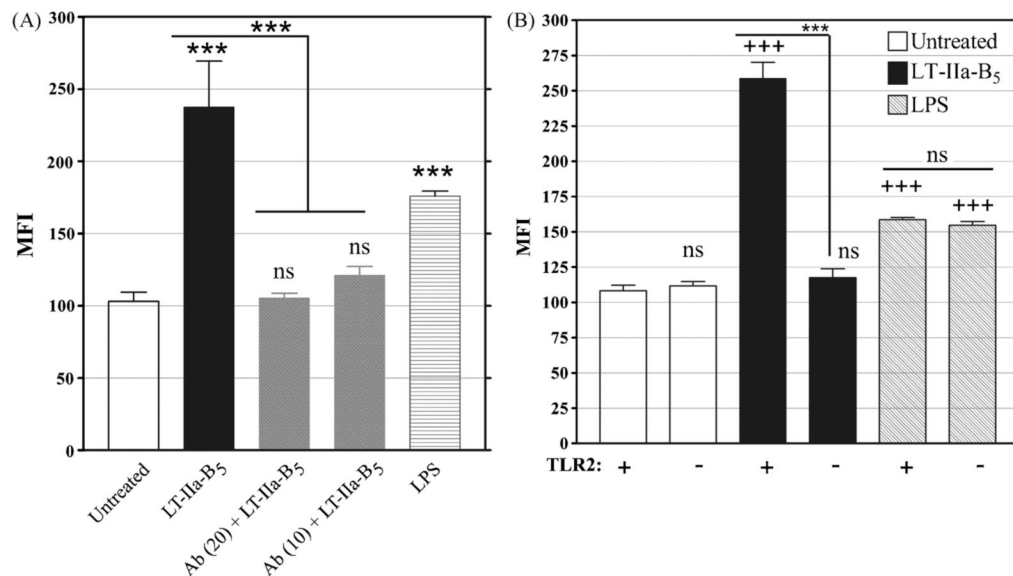 (A)
300
250
200
150
100
50
0
MFI
***
***
ns
ns
***
Untreated
LT-IIa-B5
Ab (20) + LT-IIa-B5
Ab (10) + LT-IIa-B5
LPS
(B)
300
275
250
225
200
175
150
125
100
75
50
25
0
MFI
***
+++
ns
ns
ns
+++
+++
Untreated
LT-IIa-B5
LPS
TLR2: + - + - + -